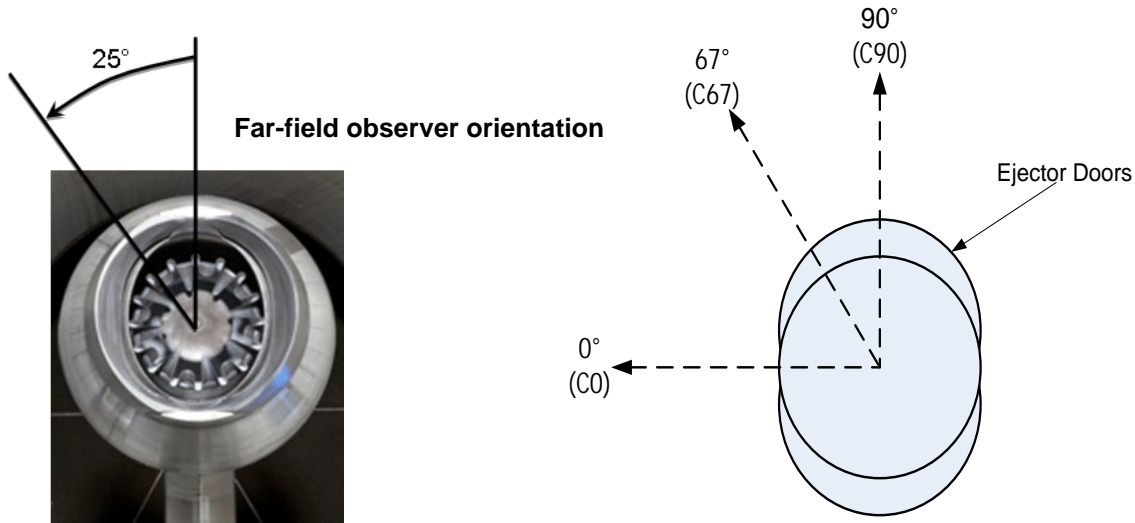 25°
Far-field observer orientation
90°
(C90)
67°
(C67)
Ejector Doors
0°
(C0)